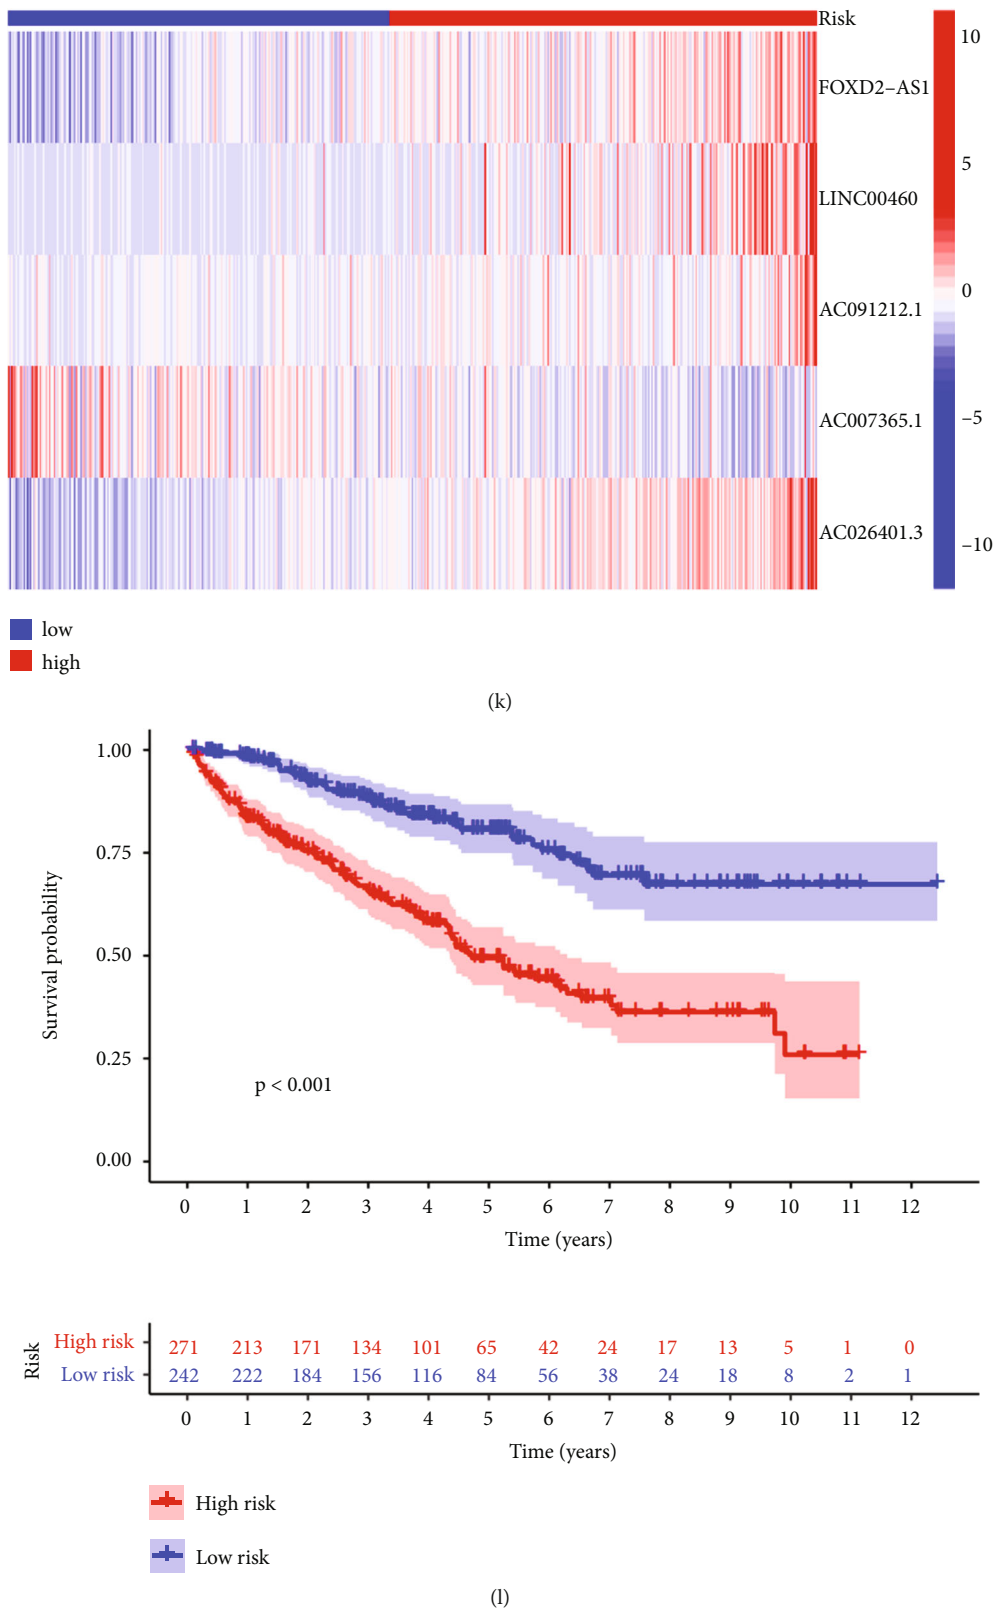 Risk
FOXD2–AS1
LINC00460
AC091212.1
AC007365.1
AC026401.3
10
5
0
–5
–10
low
high
(k)
Survival probability
1.00
0.75
0.50
0.25
0.00
p < 0.001
0 1 2 3 4 5 6 7 8 9 10 11 12
Time (years)
Risk
High risk 271 213 171 134 101 65 42 24 17 13 5 1 0
Low risk 242 222 184 156 116 84 56 38 24 18 8 2 1
0 1 2 3 4 5 6 7 8 9 10 11 12
Time (years)
High risk
Low risk
(l)